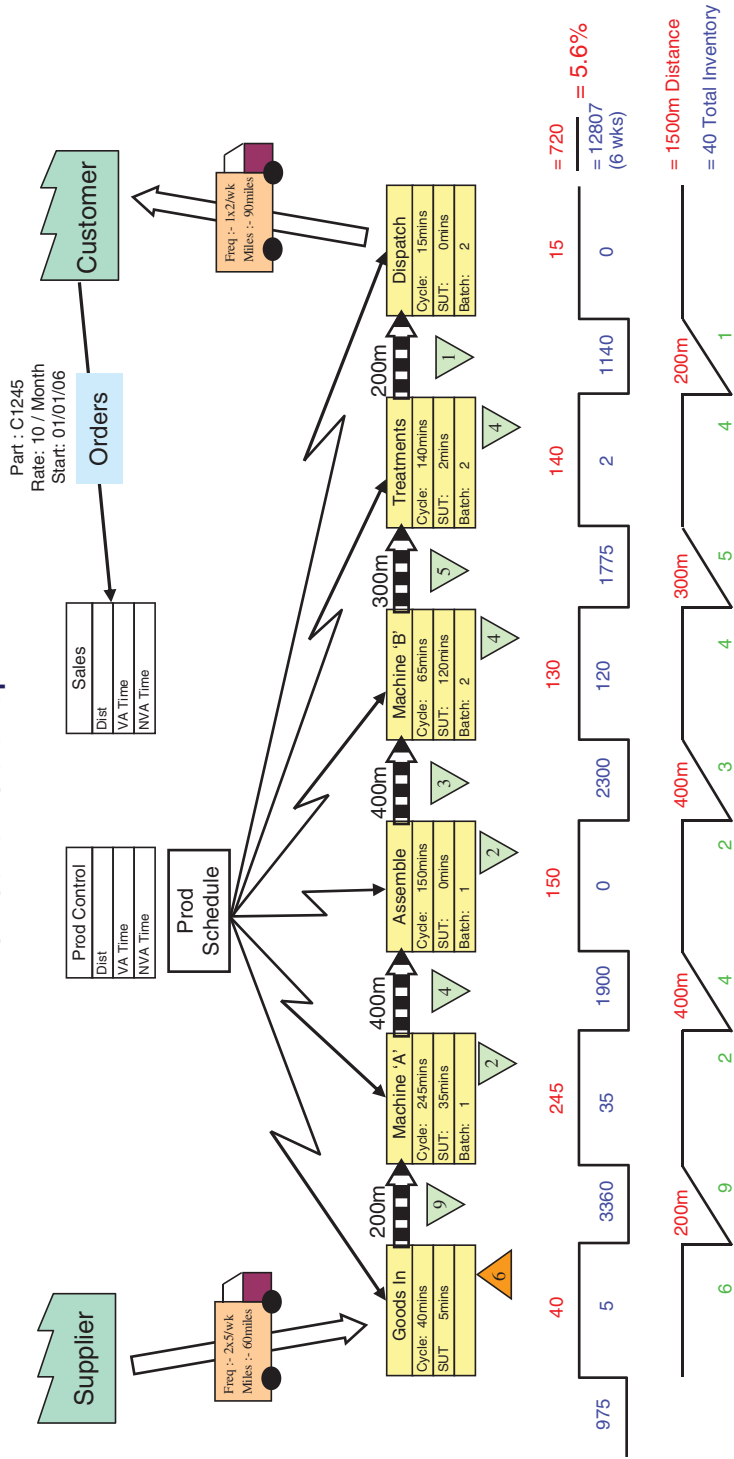 Supplier
Freq :- 2x5/wk
Miles :- 60miles
Prod Control
Dist
VA Time
NVA Time
Prod
Schedule
Sales
Dist
VA Time
NVA Time
Part : C1245
Rate: 10 / Month
Start: 01/01/06
Orders
Customer
Freq :- 1x2/wk
Miles :- 90miles
Goods In
Cycle: 40mins
SUT 5mins
6
200m
9
Machine 'A'
Cycle: 245mins
SUT: 35mins
Batch: 1
2
400m
4
Assemble
Cycle: 150mins
SUT: 0mins
Batch: 1
2
400m
3
Machine 'B'
Cycle: 65mins
SUT: 120mins
Batch: 2
4
300m
5
Treatments
Cycle: 140mins
SUT: 2mins
Batch: 2
4
200m
1
Dispatch
Cycle: 15mins
SUT: 0mins
Batch: 2
40 245 150 130 140 15 = 720
= 5.6%
975 5 3360 35 1900 0 2300 120 1775 2 1140 0 = 12807
(6 wks)
200m 400m 400m 300m 200m = 1500m Distance
6 9 2 4 2 3 4 5 4 1 = 40 Total Inventory